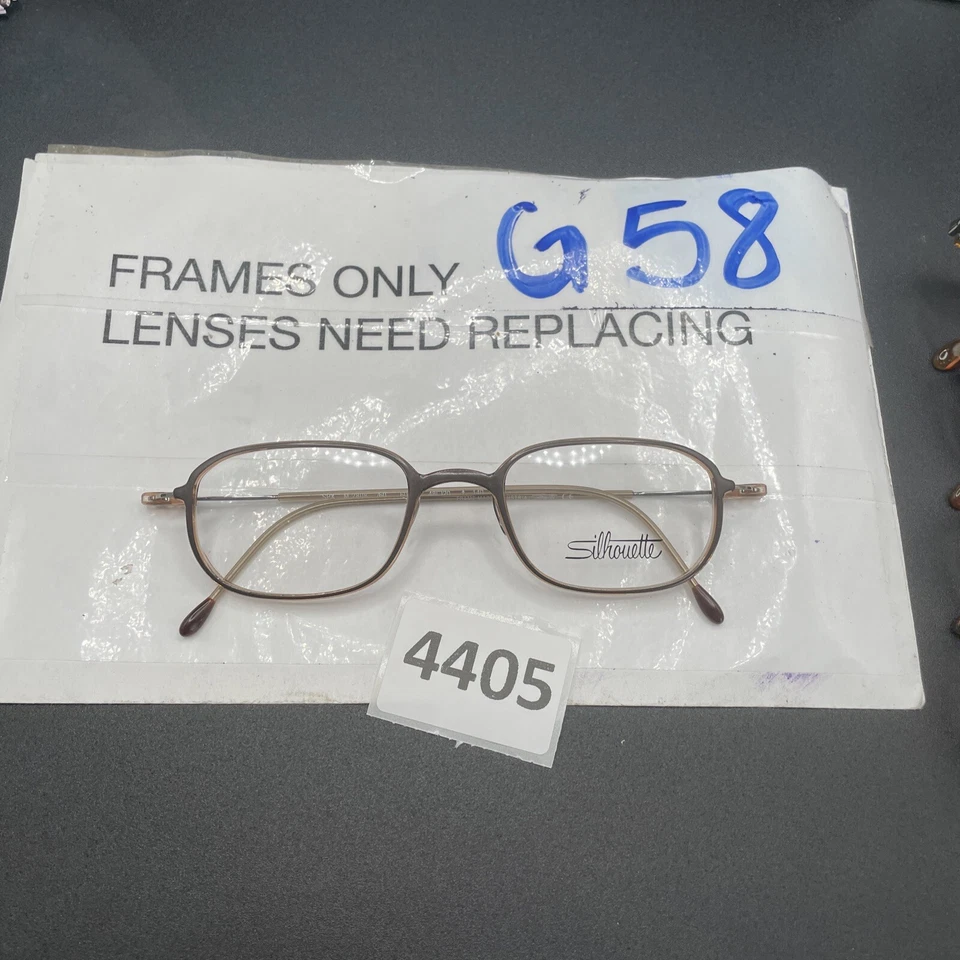 G58
FRAMES ONLY
LENSES NEED REPLACING
Silhouette
4405